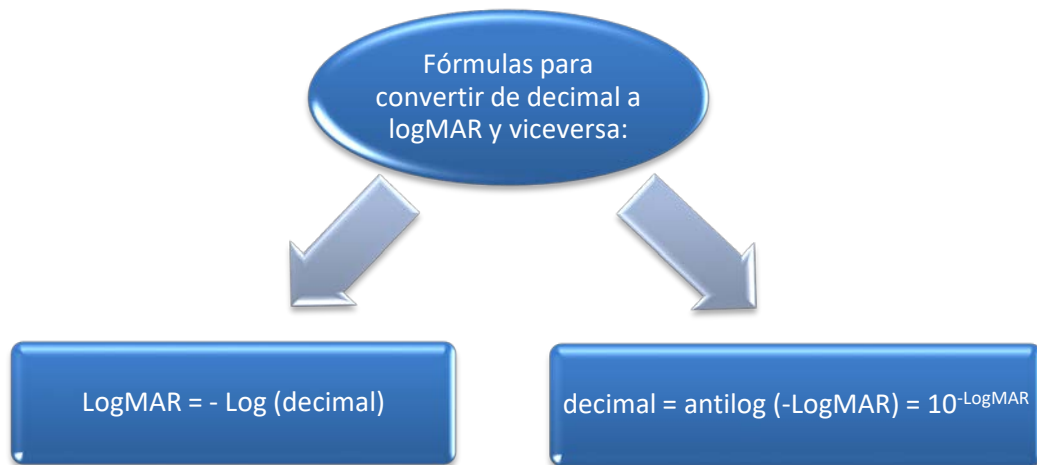 Fórmulas para
convertir de decimal a
logMAR y viceversa:
LogMAR = - Log (decimal)
decimal = antilog (-LogMAR) = 10^-LogMAR